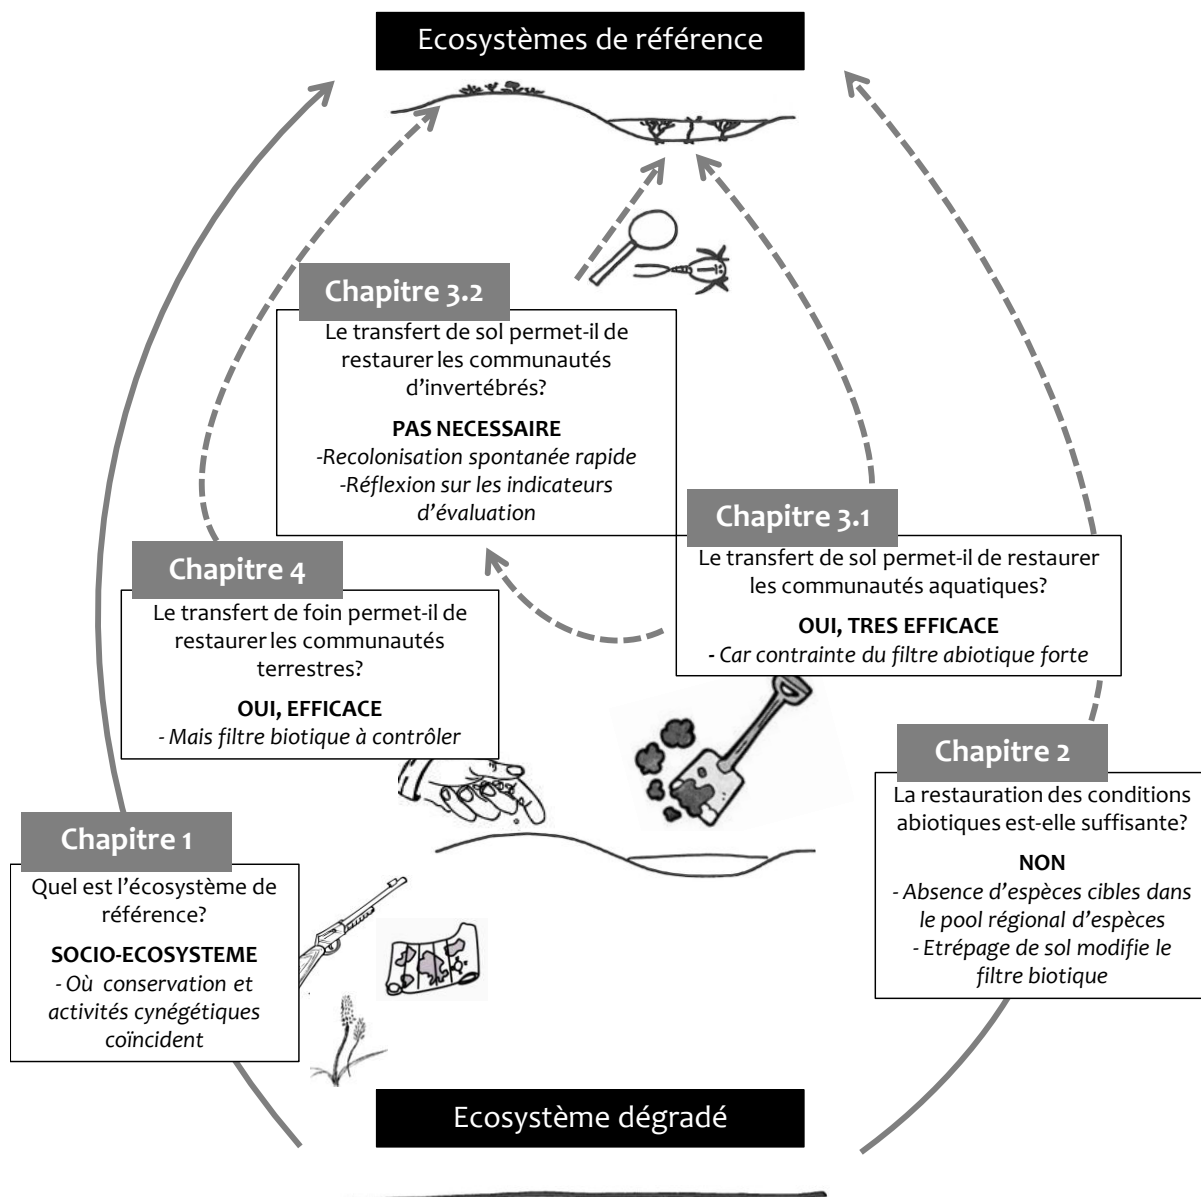 Ecosystèmes de référence
Chapitre 3.2
Le transfert de sol permet-il de
restaurer les communautés
d'invertébrés?
PAS NECESSAIRE
-Recolonisation spontanée rapide
-Réflexion sur les indicateurs
d'évaluation
Chapitre 3.1
Le transfert de sol permet-il de restaurer
les communautés aquatiques?
OUI, TRES EFFICACE
- Car contrainte du filtre abiotique forte
Chapitre 4
Le transfert de foin permet-il de
restaurer les communautés
terrestres?
OUI, EFFICACE
- Mais filtre biotique à contrôler
Chapitre 2
La restauration des conditions
abiotiques est-elle suffisante?
NON
- Absence d'espèces cibles dans
le pool régional d'espèces
- Etrépage de sol modifie le
filtre biotique
Chapitre 1
Quel est l'écosystème de
référence?
SOCIO-ECOSYSTEME
- Où conservation et
activités cynégétiques
coïncident
Ecosystème dégradé